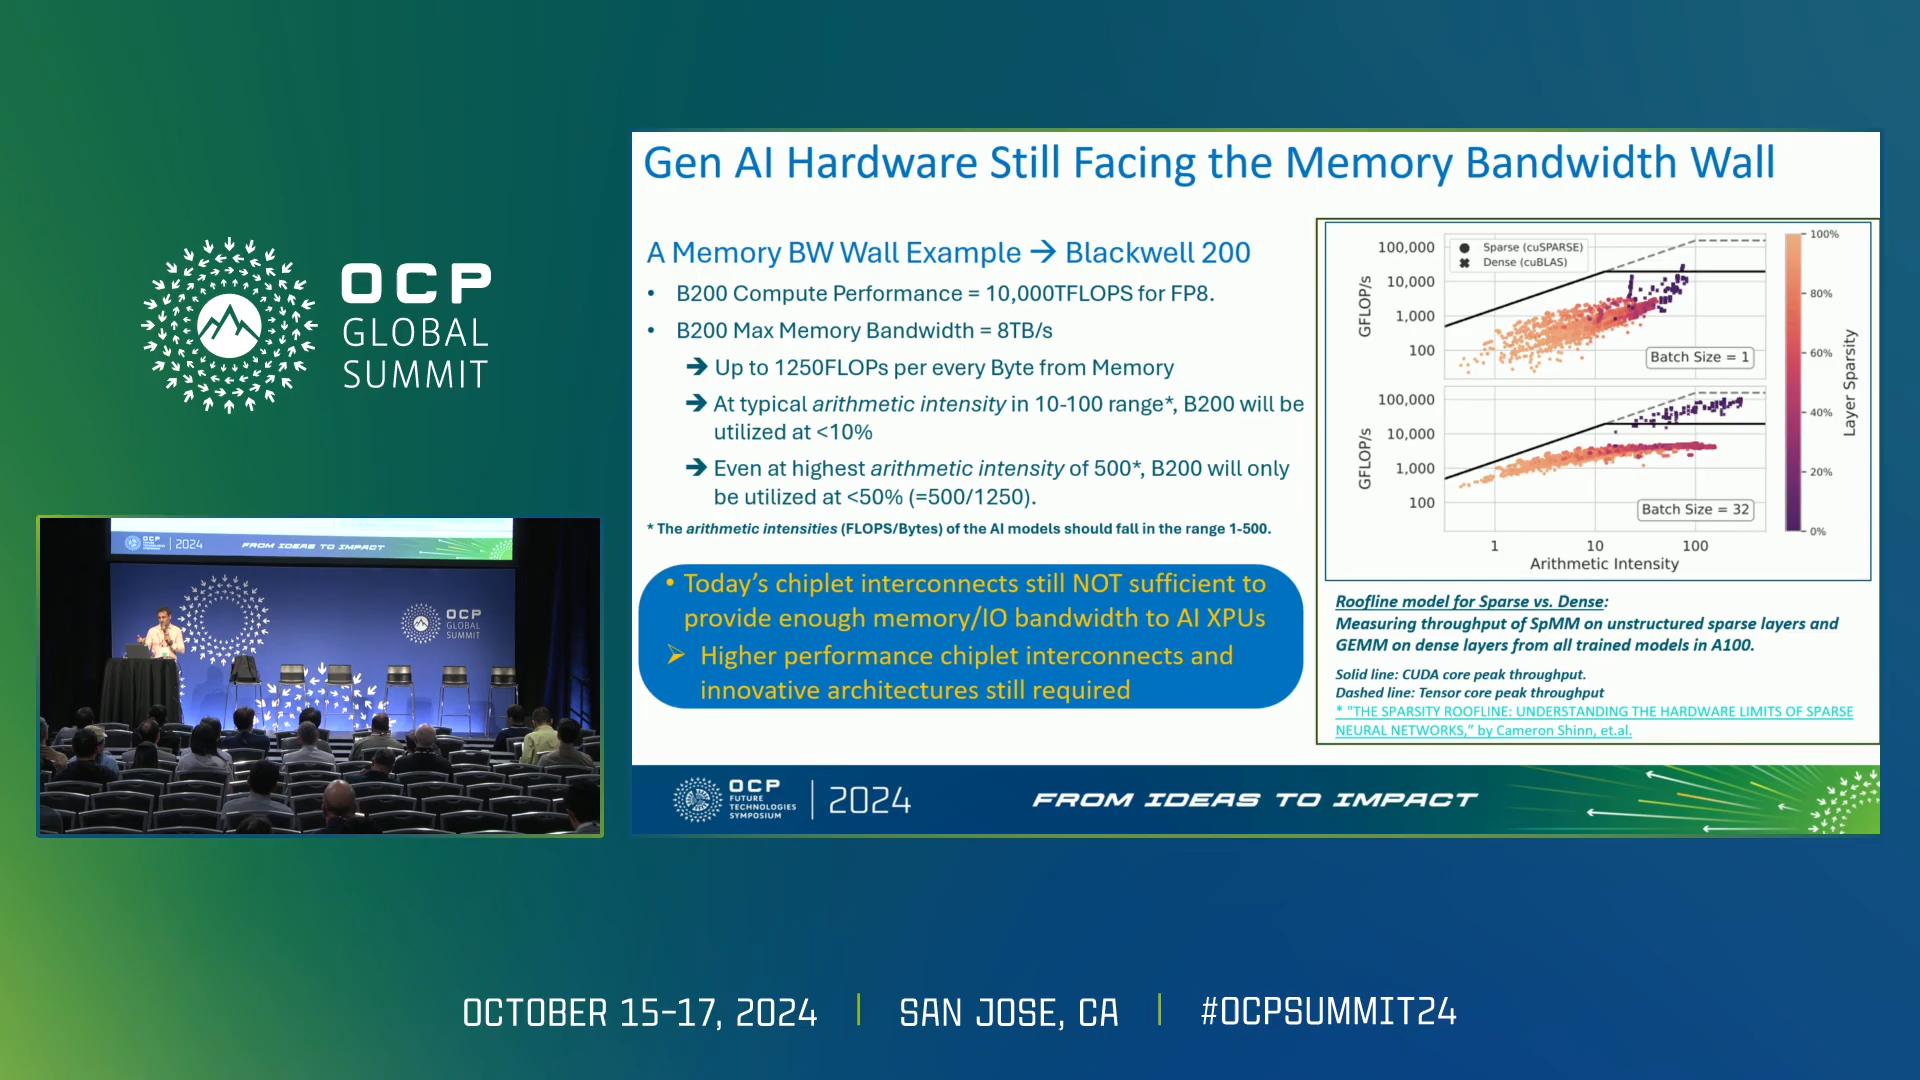 OCP
GLOBAL
SUMMIT
Gen AI Hardware Still Facing the Memory Bandwidth Wall
A Memory BW Wall Example → Blackwell 200
• B200 Compute Performance = 10,000TFLOPS for FP8.
• B200 Max Memory Bandwidth = 8TB/s
➔ Up to 1250FLOPs per every Byte from Memory
➔ At typical arithmetic intensity in 10-100 range*, B200 will be
utilized at <10%
➔ Even at highest arithmetic intensity of 500*, B200 will only
be utilized at <50% (=500/1250).
* The arithmetic intensities (FLOPS/Bytes) of the AI models should fall in the range 1-500.
• Today's chiplet interconnects still NOT sufficient to
provide enough memory/IO bandwidth to AI XPUs
➢ Higher performance chiplet interconnects and
innovative architectures still required
Sparse (cuSPARSE)
Dense (cuBLAS)
100,000
10,000
1,000
100
GFLOP/s
Batch Size = 1
100,000
10,000
1,000
100
GFLOP/s
Batch Size = 32
1 10 100
Arithmetic Intensity
100%
80%
60%
40%
20%
0%
Layer Sparsity
Roofline model for Sparse vs. Dense:
Measuring throughput of SpMM on unstructured sparse layers and
GEMM on dense layers from all trained models in A100.
Solid line: CUDA core peak throughput.
Dashed line: Tensor core peak throughput
* "THE SPARSITY ROOFLINE: UNDERSTANDING THE HARDWARE LIMITS OF SPARSE
NEURAL NETWORKS," by Cameron Shinn, et.al.
OCP
FUTURE
TECHNOLOGIES
SYMPOSIUM
2024
FROM IDEAS TO IMPACT
OCP
2024
FROM IDEAS TO IMPACT
OCP
GLOBAL
SUMMIT
OCTOBER 15-17, 2024 | SAN JOSE, CA | #OCPSUMMIT24